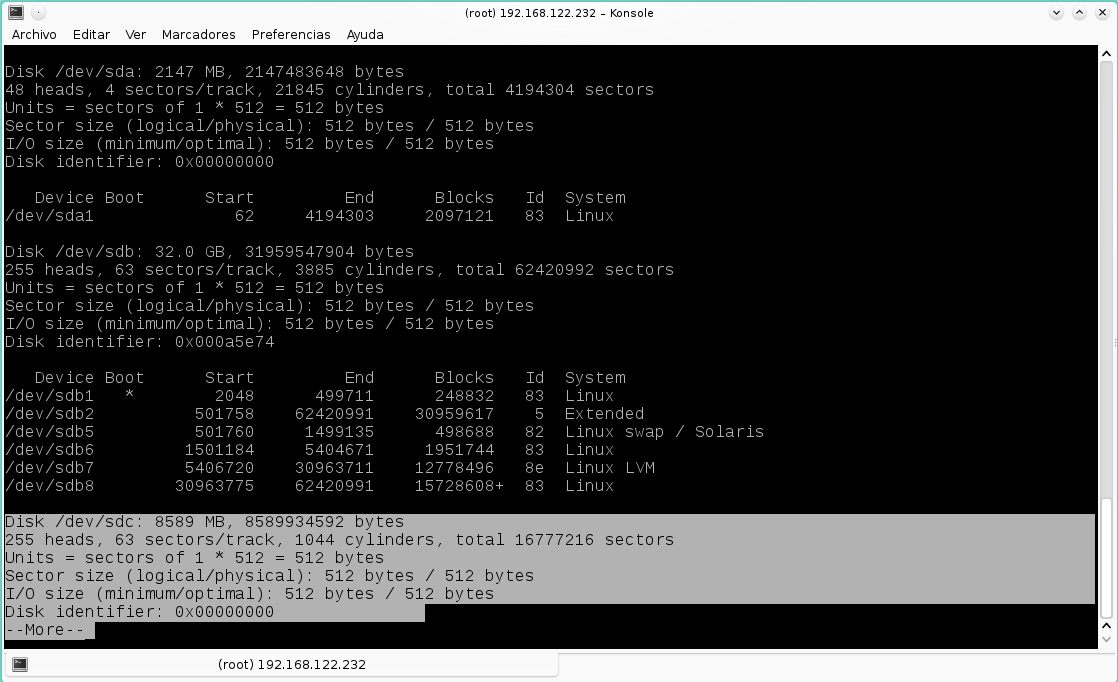 (root) 192.168.122.232 – Konsole
Archivo Editar Ver Marcadores Preferencias Ayuda
Disk /dev/sda: 2147 MB, 2147483648 bytes
48 heads, 4 sectors/track, 21845 cylinders, total 4194304 sectors
Units = sectors of 1 * 512 = 512 bytes
Sector size (logical/physical): 512 bytes / 512 bytes
I/O size (minimum/optimal): 512 bytes / 512 bytes
Disk identifier: 0x00000000
Device Boot Start End Blocks Id System
/dev/sda1 62 4194303 2097121 83 Linux
Disk /dev/sdb: 32.0 GB, 31959547904 bytes
255 heads, 63 sectors/track, 3885 cylinders, total 62420992 sectors
Units = sectors of 1 * 512 = 512 bytes
Sector size (logical/physical): 512 bytes / 512 bytes
I/O size (minimum/optimal): 512 bytes / 512 bytes
Disk identifier: 0x000a5e74
Device Boot Start End Blocks Id System
/dev/sdb1 * 2048 499711 248832 83 Linux
/dev/sdb2 501758 62420991 30959617 5 Extended
/dev/sdb5 501760 1499135 498688 82 Linux swap / Solaris
/dev/sdb6 1501184 5404671 1951744 83 Linux
/dev/sdb7 5406720 30963711 12778496 8e Linux LVM
/dev/sdb8 30963775 62420991 15728608+ 83 Linux
Disk /dev/sdc: 8589 MB, 8589934592 bytes
255 heads, 63 sectors/track, 1044 cylinders, total 16777216 sectors
Units = sectors of 1 * 512 = 512 bytes
Sector size (logical/physical): 512 bytes / 512 bytes
I/O size (minimum/optimal): 512 bytes / 512 bytes
Disk identifier: 0x00000000
--More--
(root) 192.168.122.232